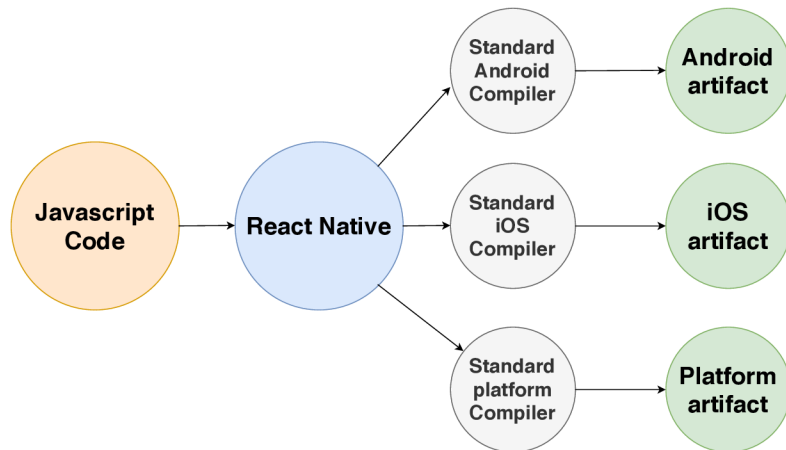 Javascript
Code
React Native
Standard
Android
Compiler
Android
artifact
Standard
iOS
Compiler
iOS
artifact
Standard
platform
Compiler
Platform
artifact